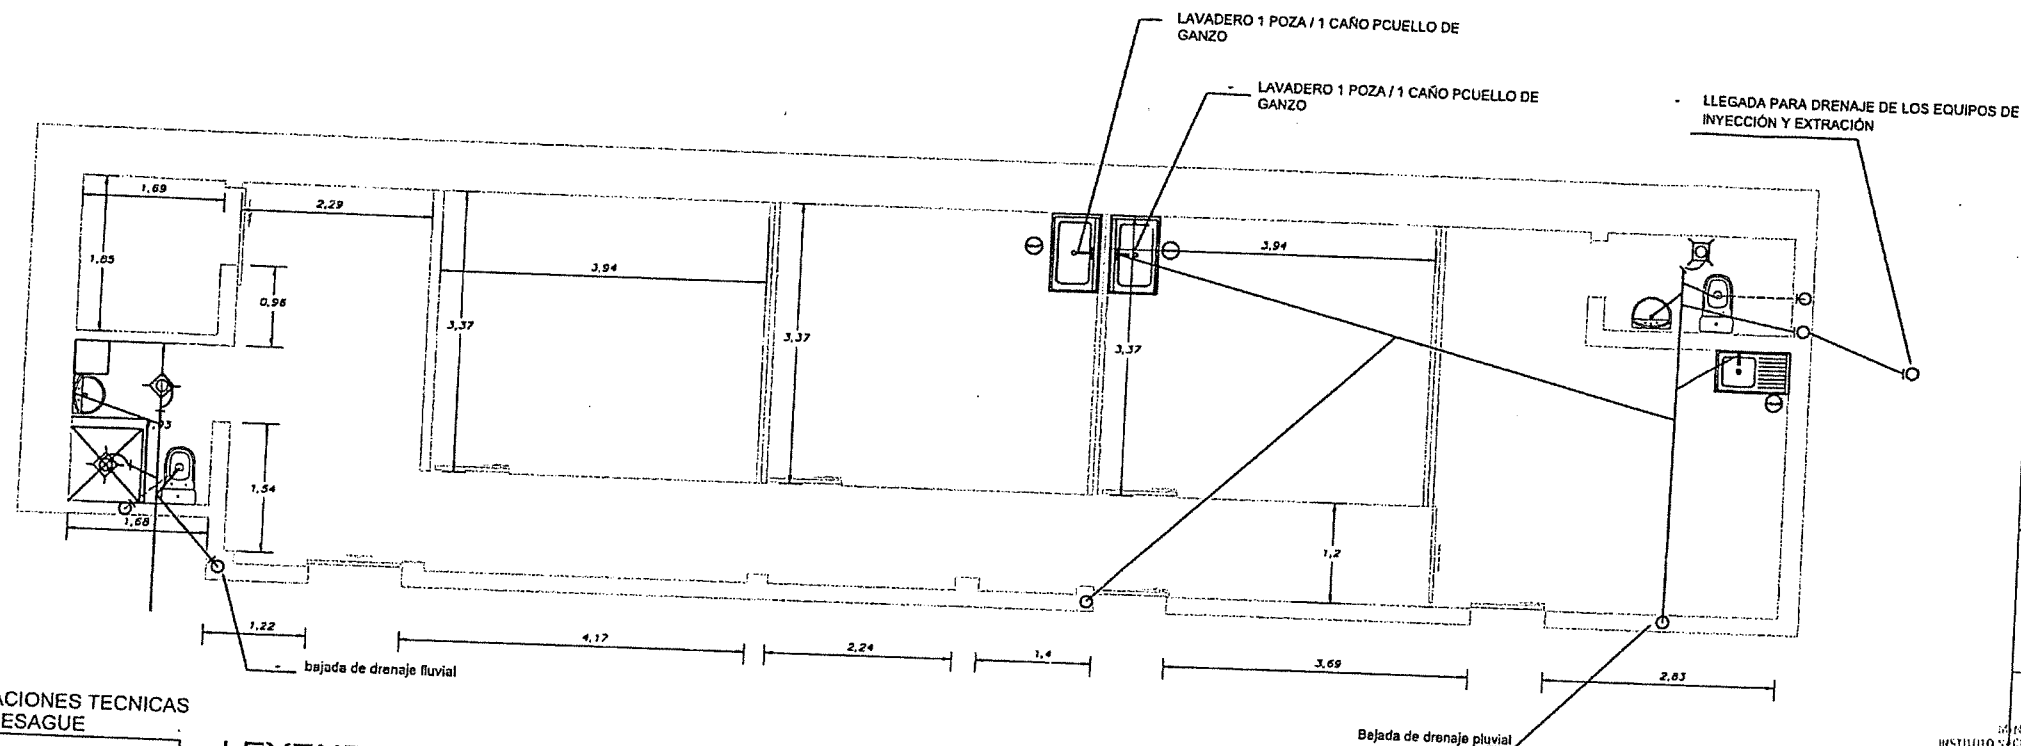 LAVADERO 1 POZA / 1 CAÑO PCUELLO DE
GANZO
- LAVADERO 1 POZA / 1 CAÑO PCUELLO DE
GANZO
- LLEGADA PARA DRENAJE DE LOS EQUIPOS DE
INYECCIÓN Y EXTRACIÓN
1,69
2,29
1,85
0,96
3,94
3,94
3,37
3,37
3,37
1,54
1,68
1,2
1,22
4,17
2,24
1,4
3,69
2,83
- bajada de drenaje fluvial
Bajada de drenaje pluvial
ACIONES TECNICAS
ESAGUE